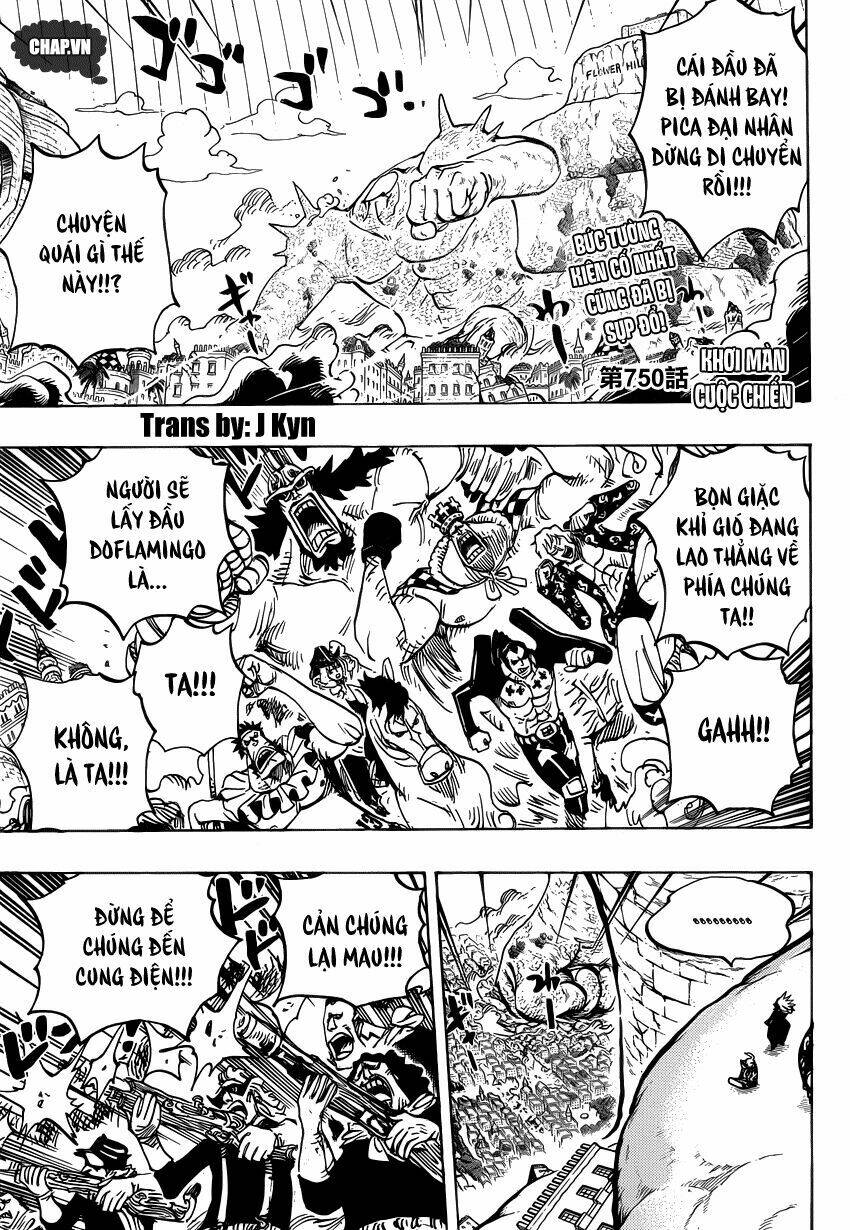 CHAP.VN
FLOWER HILL
CÁI ĐẦU ĐÃ
BỊ ĐÁNH BAY!
PICA ĐẠI NHÂN
DỪNG DI CHUYỂN
RỒI!!!
CHUYỆN
QUÁI GÌ THẾ
NÀY!!?
ゴゴゴ
BỨC TƯỜNG
KIÊN CỐ NHẤT
CŨNG ĐÃ BỊ
SỤP ĐỔ!
第750話
KHƠI MÀN
CUỘC CHIẾN
Trans by: J Kyn
BỌN GIẶC
KHỈ GIÓ ĐANG
LAO THẲNG VỀ
PHÍA CHÚNG
TA!!
GAHH!!
NGƯỜI SẼ
LẤY ĐẦU
DOFLAMINGO
LÀ...
TA!!!
KHÔNG,
LÀ TA!!!
.........
CẢN CHÚNG
LẠI MAU!!!
ĐỪNG ĐỂ
CHÚNG ĐẾN
CUNG ĐIỆN!!!